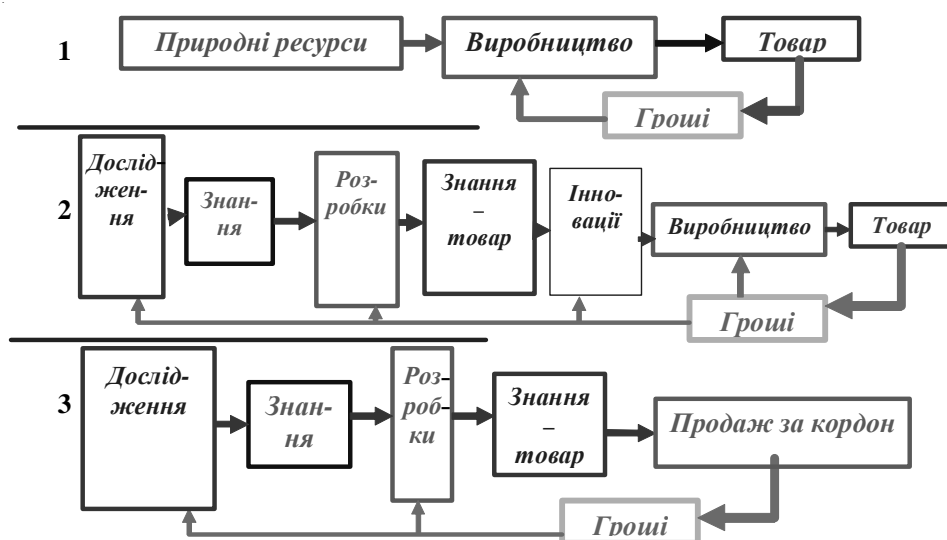 1
Природні ресурси
Виробництво
Товар
Гроші
2
Дослід-
жен-
ня
Знан-
ня
Роз-
робки
Знання
–
товар
Інно-
вації
Виробництво
Товар
Гроші
3
Дослід-
ження
Знан-
ня
Роз-
роб-
ки
Знання
–
товар
Продаж за кордон
Гроші